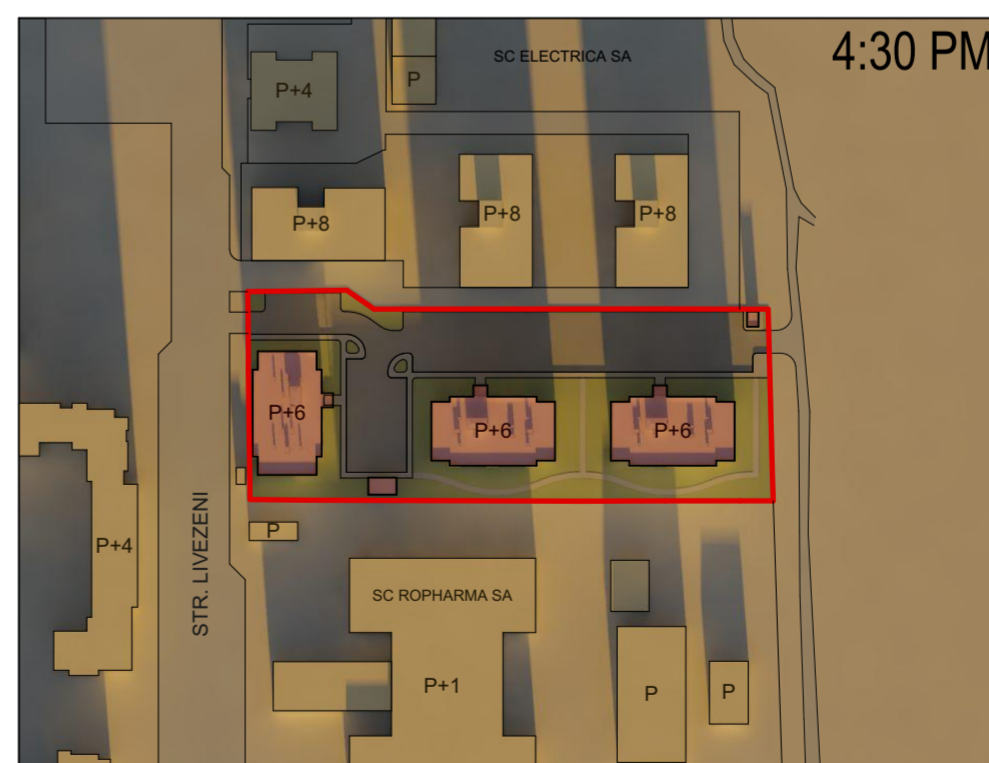 4:30 PM
SC ELECTRICA SA
P
P+4
P+8
P+8
P+8
P+6
P+6
P+6
STR. LIVEZENI
P
P+4
SC ROPHARMA SA
P+1
P
P